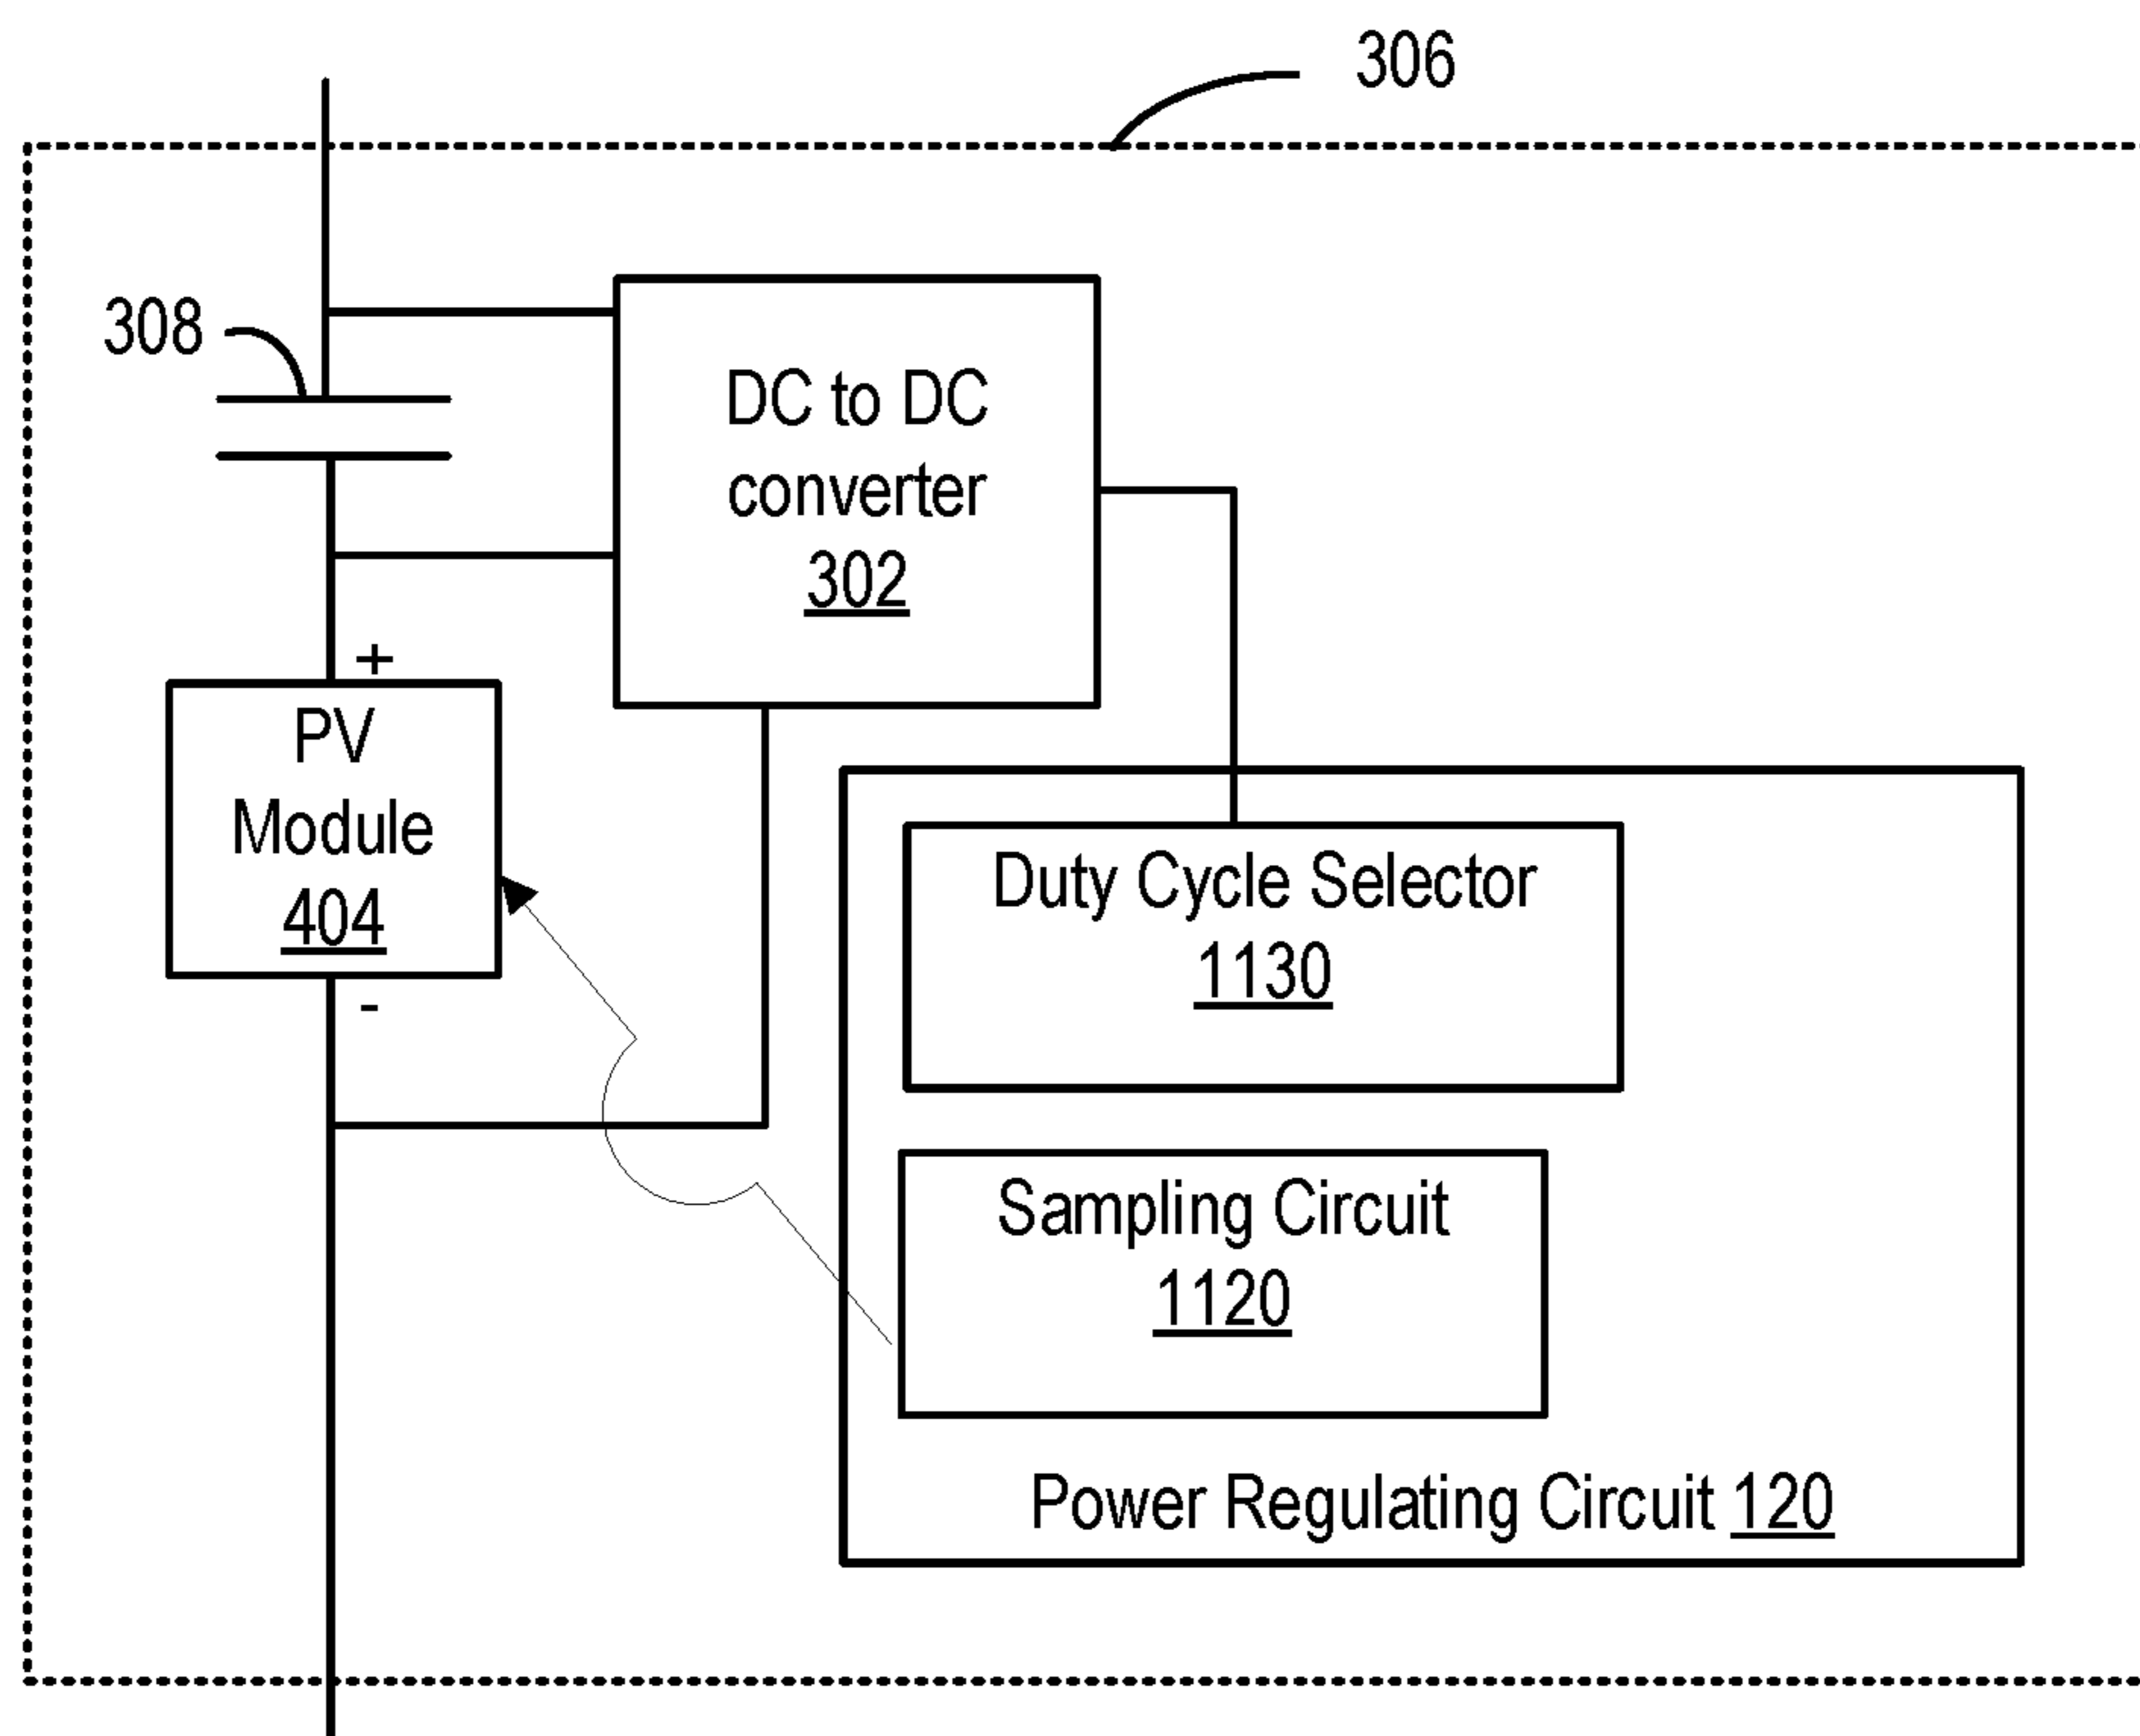 306
308
DC to DC
converter
302
+
PV
Module
404
-
Duty Cycle Selector
1130
Sampling Circuit
1120
Power Regulating Circuit 120